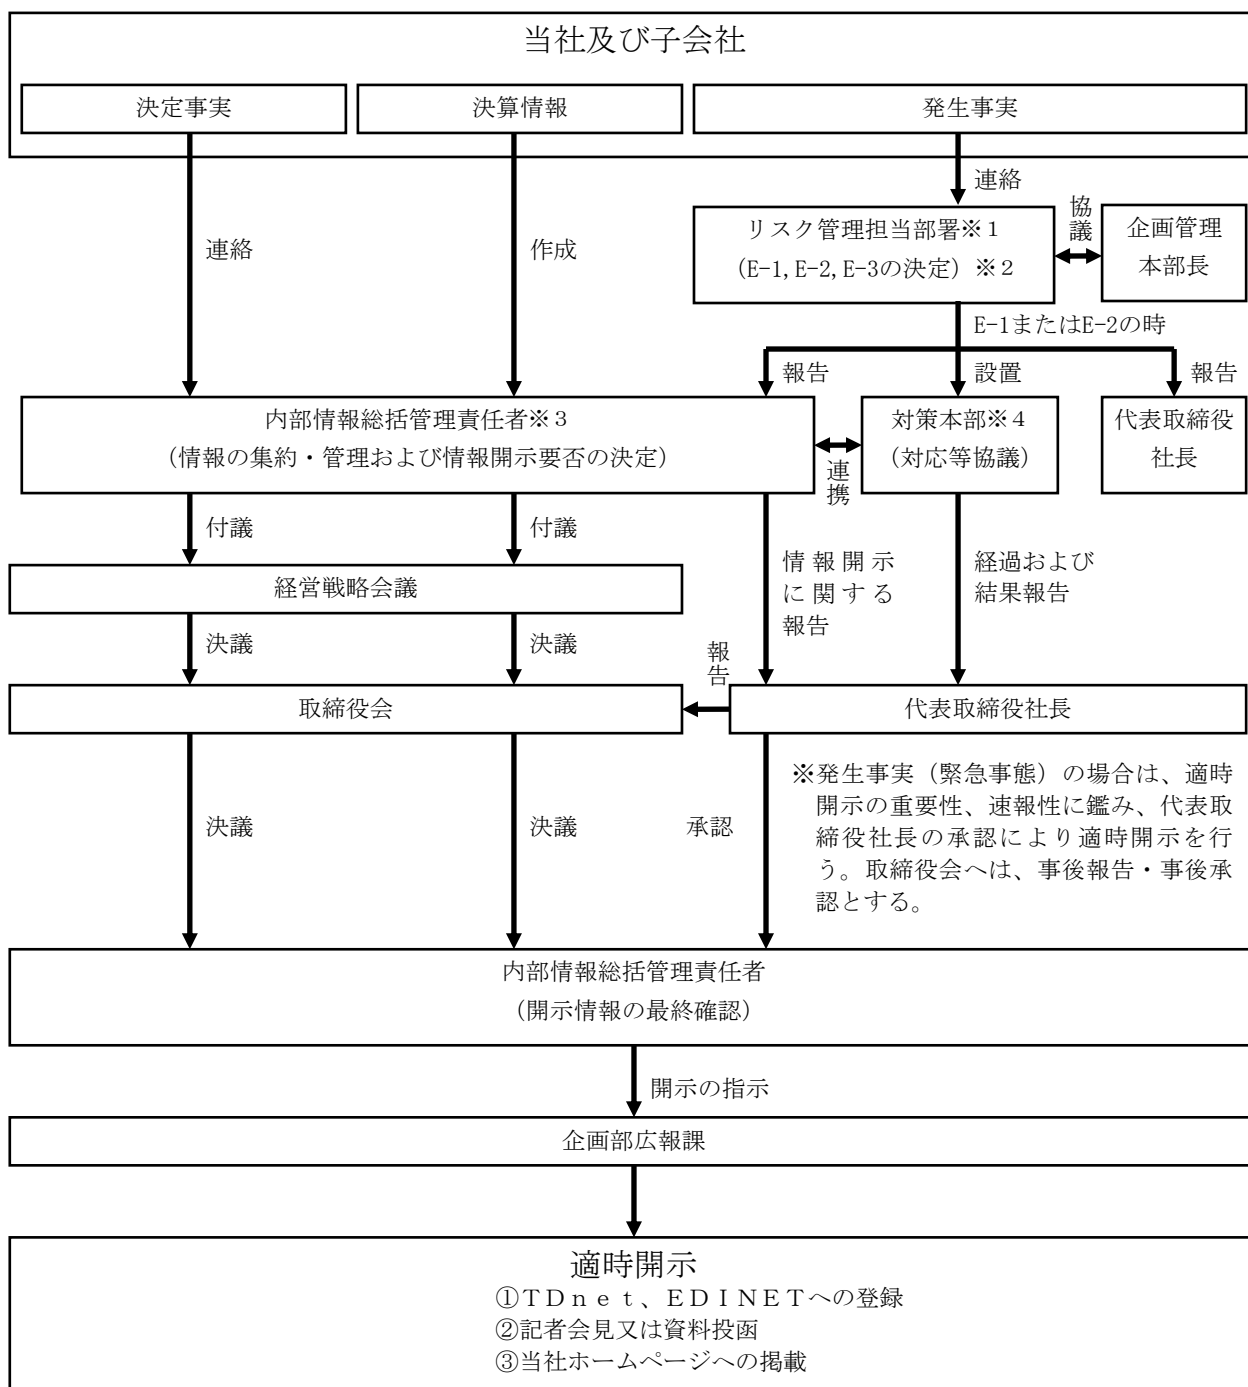 当社及び子会社
決定事実
決算情報
発生事実
連絡
リスク管理担当部署※１
(E-1,E-2,E-3の決定）※２
協議
企画管理
本部長
連絡
作成
E-1またはE-2の時
報告
設置
報告
内部情報総括管理責任者※３
（情報の集約・管理および情報開示要否の決定）
連携
対策本部※４
（対応等協議）
代表取締役
社長
付議
付議
情報開示
に関する
報告
経過および
結果報告
経営戦略会議
決議
決議
報告
取締役会
代表取締役社長
※発生事実（緊急事態）の場合は、適時
開示の重要性、速報性に鑑み、代表取
締役社長の承認により適時開示を行
う。取締役会へは、事後報告・事後承
認とする。
決議
決議
承認
内部情報総括管理責任者
（開示情報の最終確認）
開示の指示
企画部広報課
適時開示
①ＴＤｎｅｔ、ＥＤＩＮＥＴへの登録
②記者会見又は資料投函
③当社ホームページへの掲載